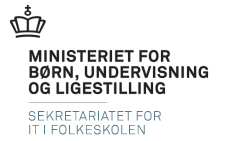 MINISTERIET FOR
BØRN, UNDERVISNING
OG LIGESTILLING
SEKRETARIATET FOR
IT I FOLKESKOLEN